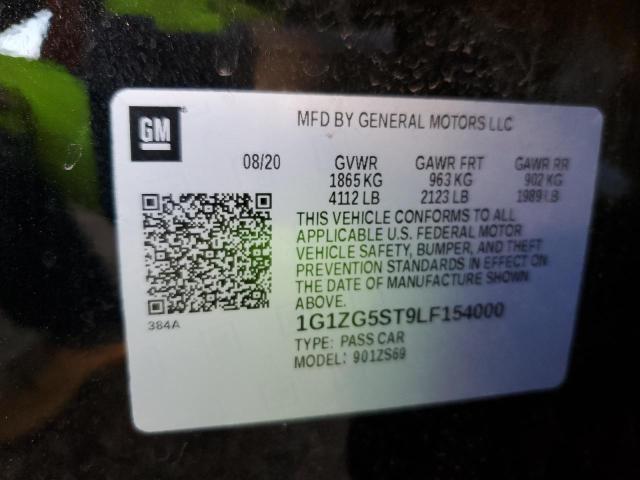 GM
MFD BY GENERAL MOTORS LLC
08/20 GVWR GAWR FRT GAWR RR
1865 KG 963 KG 902 KG
4112 LB 2123 LB 1989 LB
THIS VEHICLE CONFORMS TO ALL
APPLICABLE U.S. FEDERAL MOTOR
VEHICLE SAFETY, BUMPER, AND THEFT
PREVENTION STANDARDS IN EFFECT ON
THE DATE OF MANUFACTURE SHOWN
ABOVE.
384A
1G1ZG5ST9LF154000
TYPE: PASS CAR
MODEL: 901ZS69